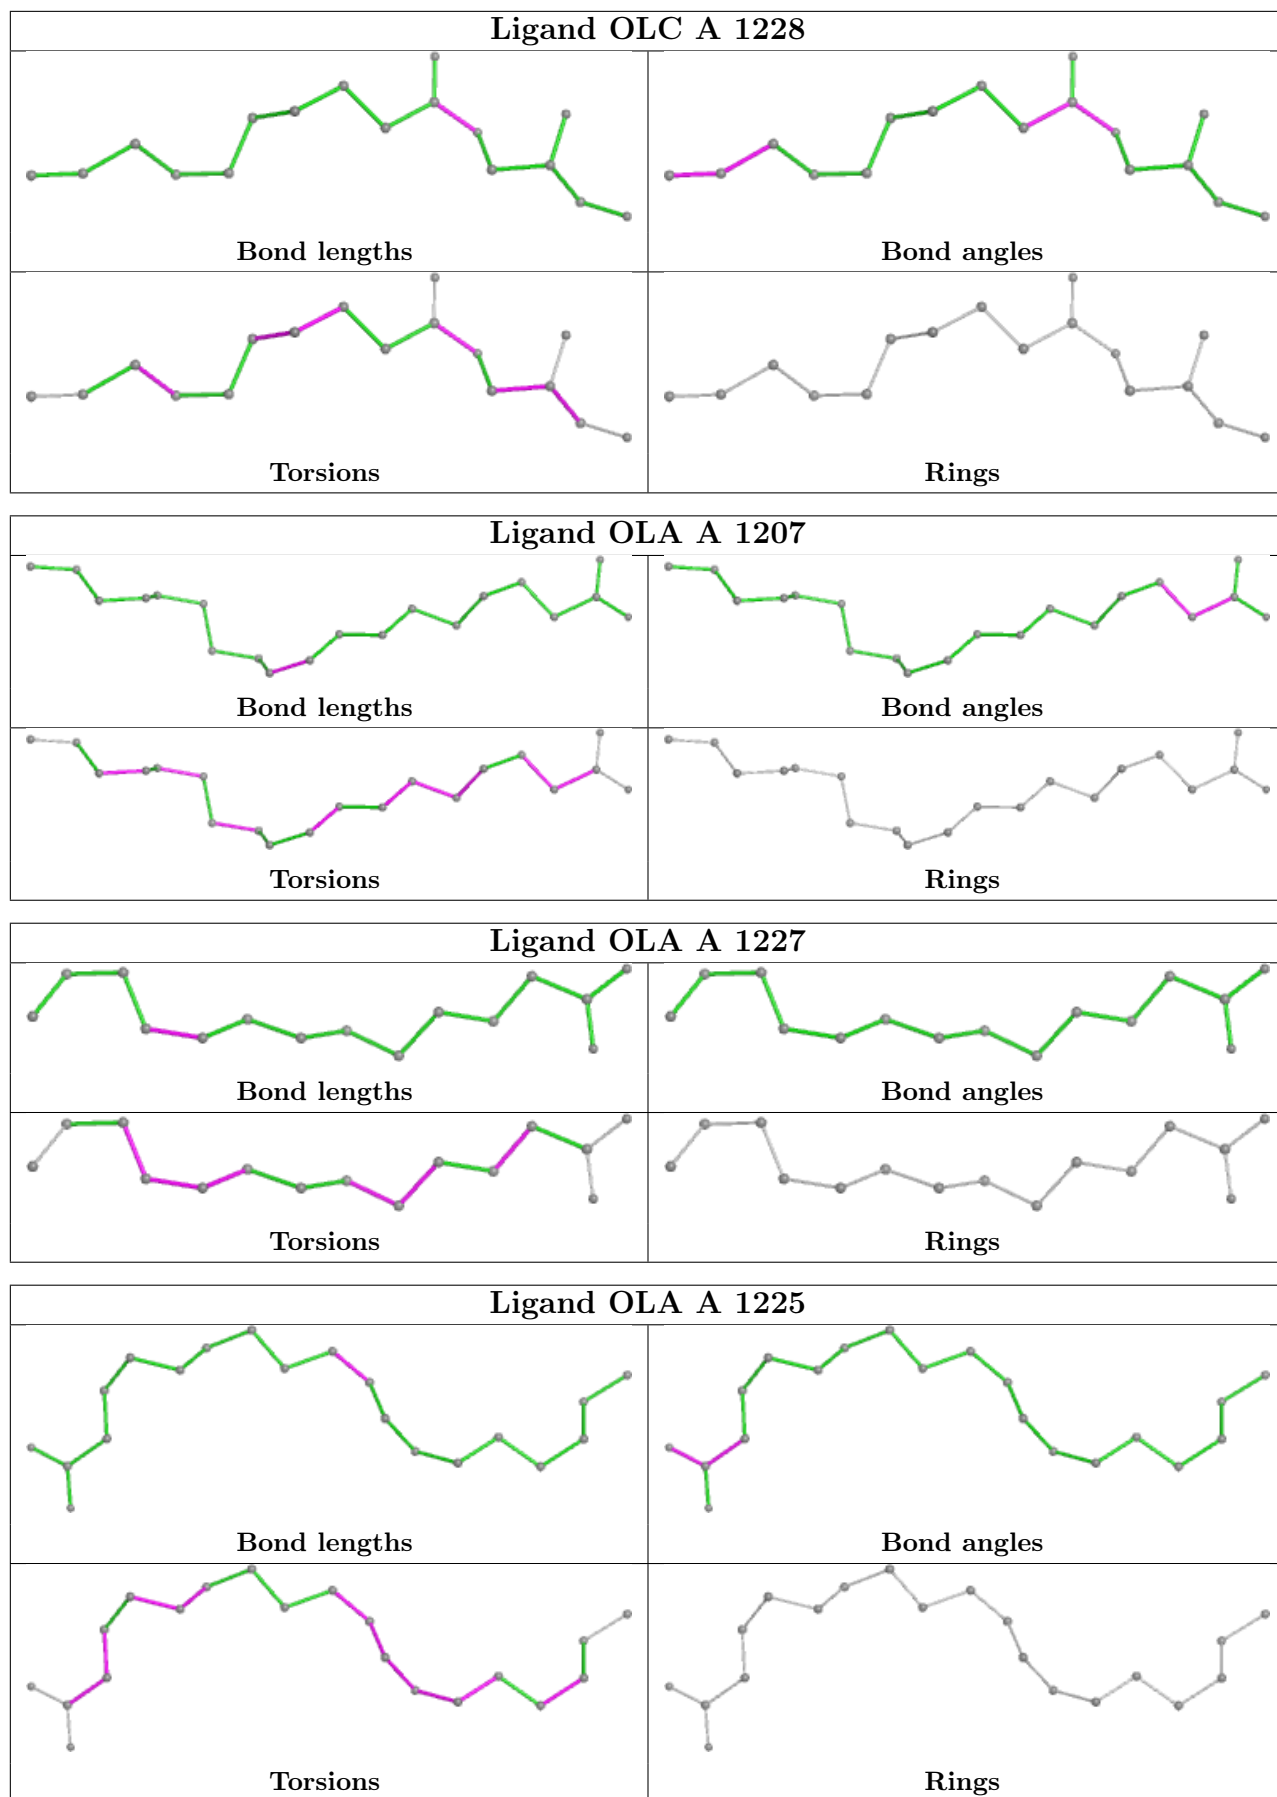 Ligand OLC A 1228
Bond lengths
Bond angles
Torsions
Rings
Ligand OLA A 1207
Bond lengths
Bond angles
Torsions
Rings
Ligand OLA A 1227
Bond lengths
Bond angles
Torsions
Rings
Ligand OLA A 1225
Bond lengths
Bond angles
Torsions
Rings